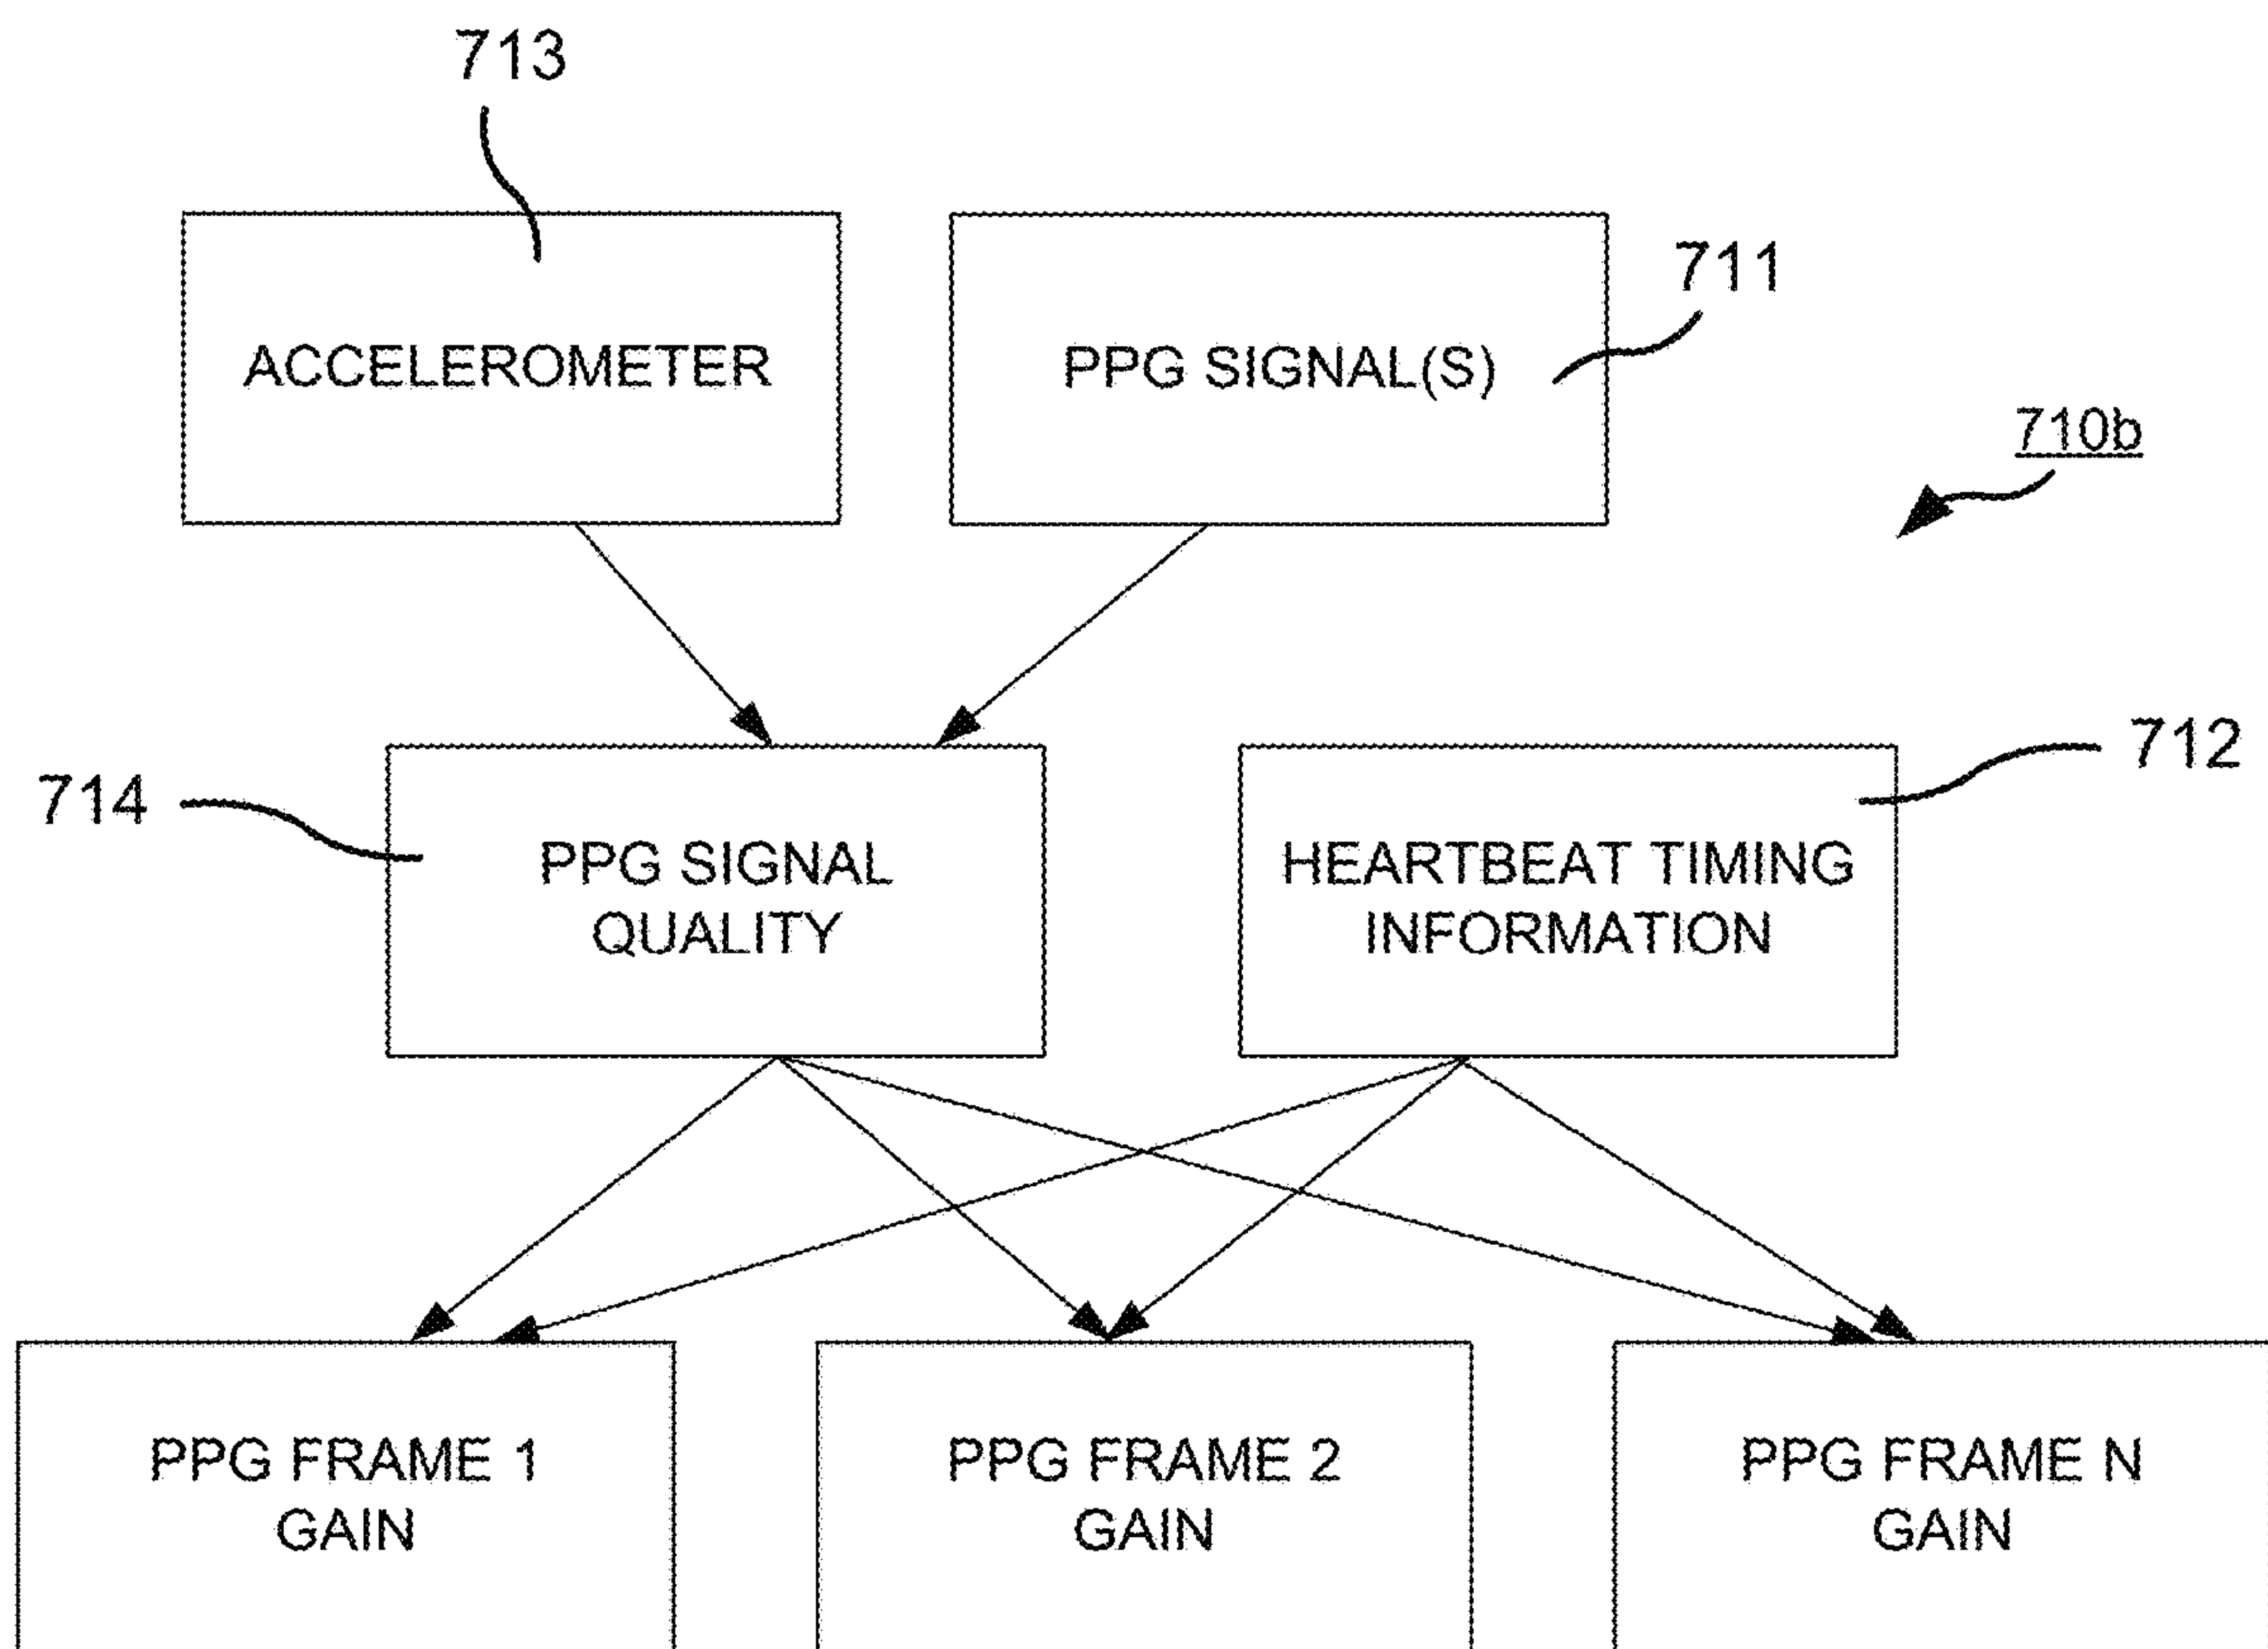 713
711
ACCELEROMETER
PPG SIGNAL(S)
710b
712
714
PPG SIGNAL
QUALITY
HEARTBEAT TIMING
INFORMATION
PPG FRAME 1
GAIN
PPG FRAME 2
GAIN
PPG FRAME N
GAIN